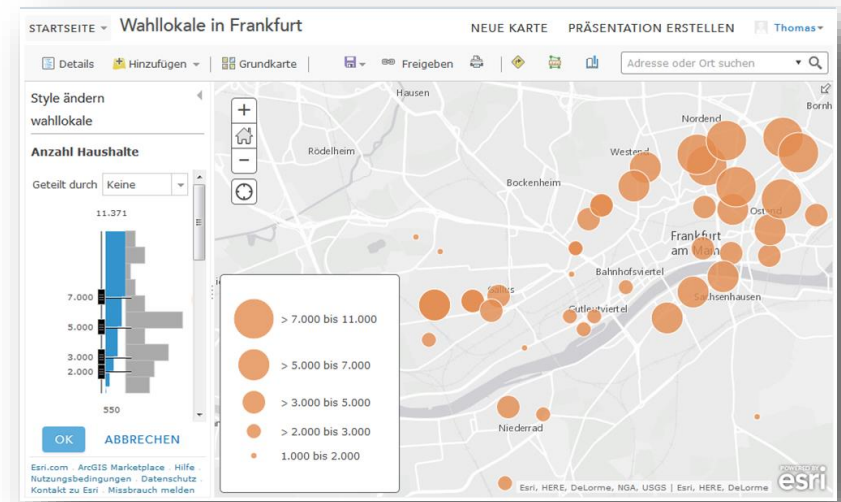 STARTSEITE Wahllokale in Frankfurt NEUE KARTE PRÄSENTATION ERSTELLEN Thomas
Details Hinzufügen Grundkarte Freigeben Adresse oder Ort suchen
Style ändern
wahllokale
Anzahl Haushalte
Geteilt durch Keine
11.371
7.000
5.000
3.000
2.000
550
OK ABBRECHEN
Esri.com . ArcGIS Marketplace . Hilfe .
Nutzungsbedingungen . Datenschutz .
Kontakt zu Esri . Missbrauch melden
Hausen
Bornh
Nordend
Rödelheim
Westend
Bockenheim
Ostend
Frankfurt
am Main
Bahnhofsviertel
Gallus
Sachsenhausen
Gutleutviertel
> 7.000 bis 11.000
> 5.000 bis 7.000
> 3.000 bis 5.000
> 2.000 bis 3.000
1.000 bis 2.000
Niederrad
Esri, HERE, DeLorme, NGA, USGS | Esri, HERE, DeLorme
POWERED BY
esri